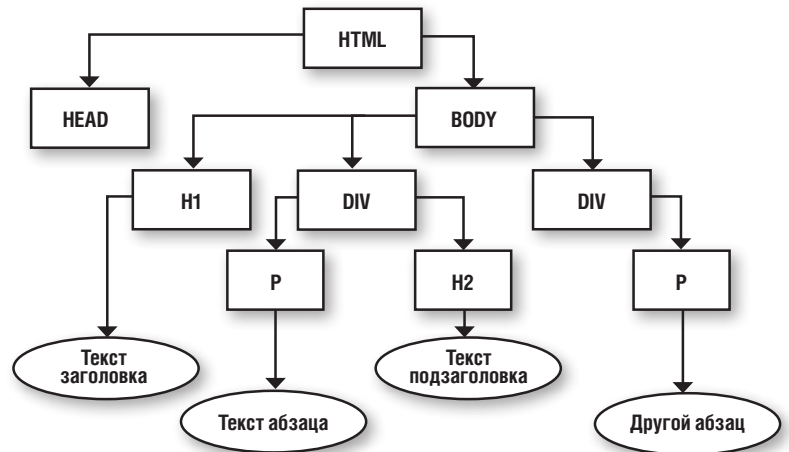 HTML
HEAD
BODY
H1
DIV
DIV
P
H2
P
Текст
заголовка
Текст
подзаголовка
Текст абзаца
Другой абзац